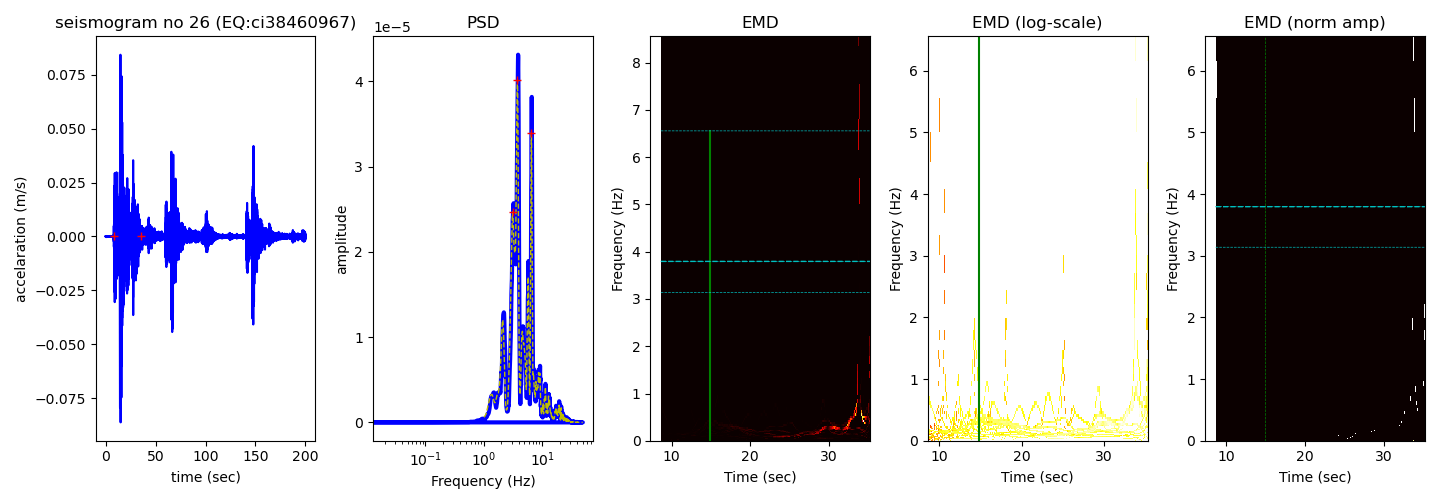 seismogram no 26 (EQ:ci38460967)
accelaration (m/s)
0.075
0.050
0.025
0.000
−0.025
−0.050
−0.075
0 50 100 150 200
time (sec)
PSD
1e−5
amplitude
4
3
2
1
0
10⁻¹ 10⁰ 10¹
Frequency (Hz)
EMD
Frequency (Hz)
8
7
6
5
4
3
2
1
0
10 20 30
Time (sec)
EMD (log-scale)
Frequency (Hz)
6
5
4
3
2
1
0
10 20 30
Time (sec)
EMD (norm amp)
Frequency (Hz)
6
5
4
3
2
1
0
10 20 30
Time (sec)